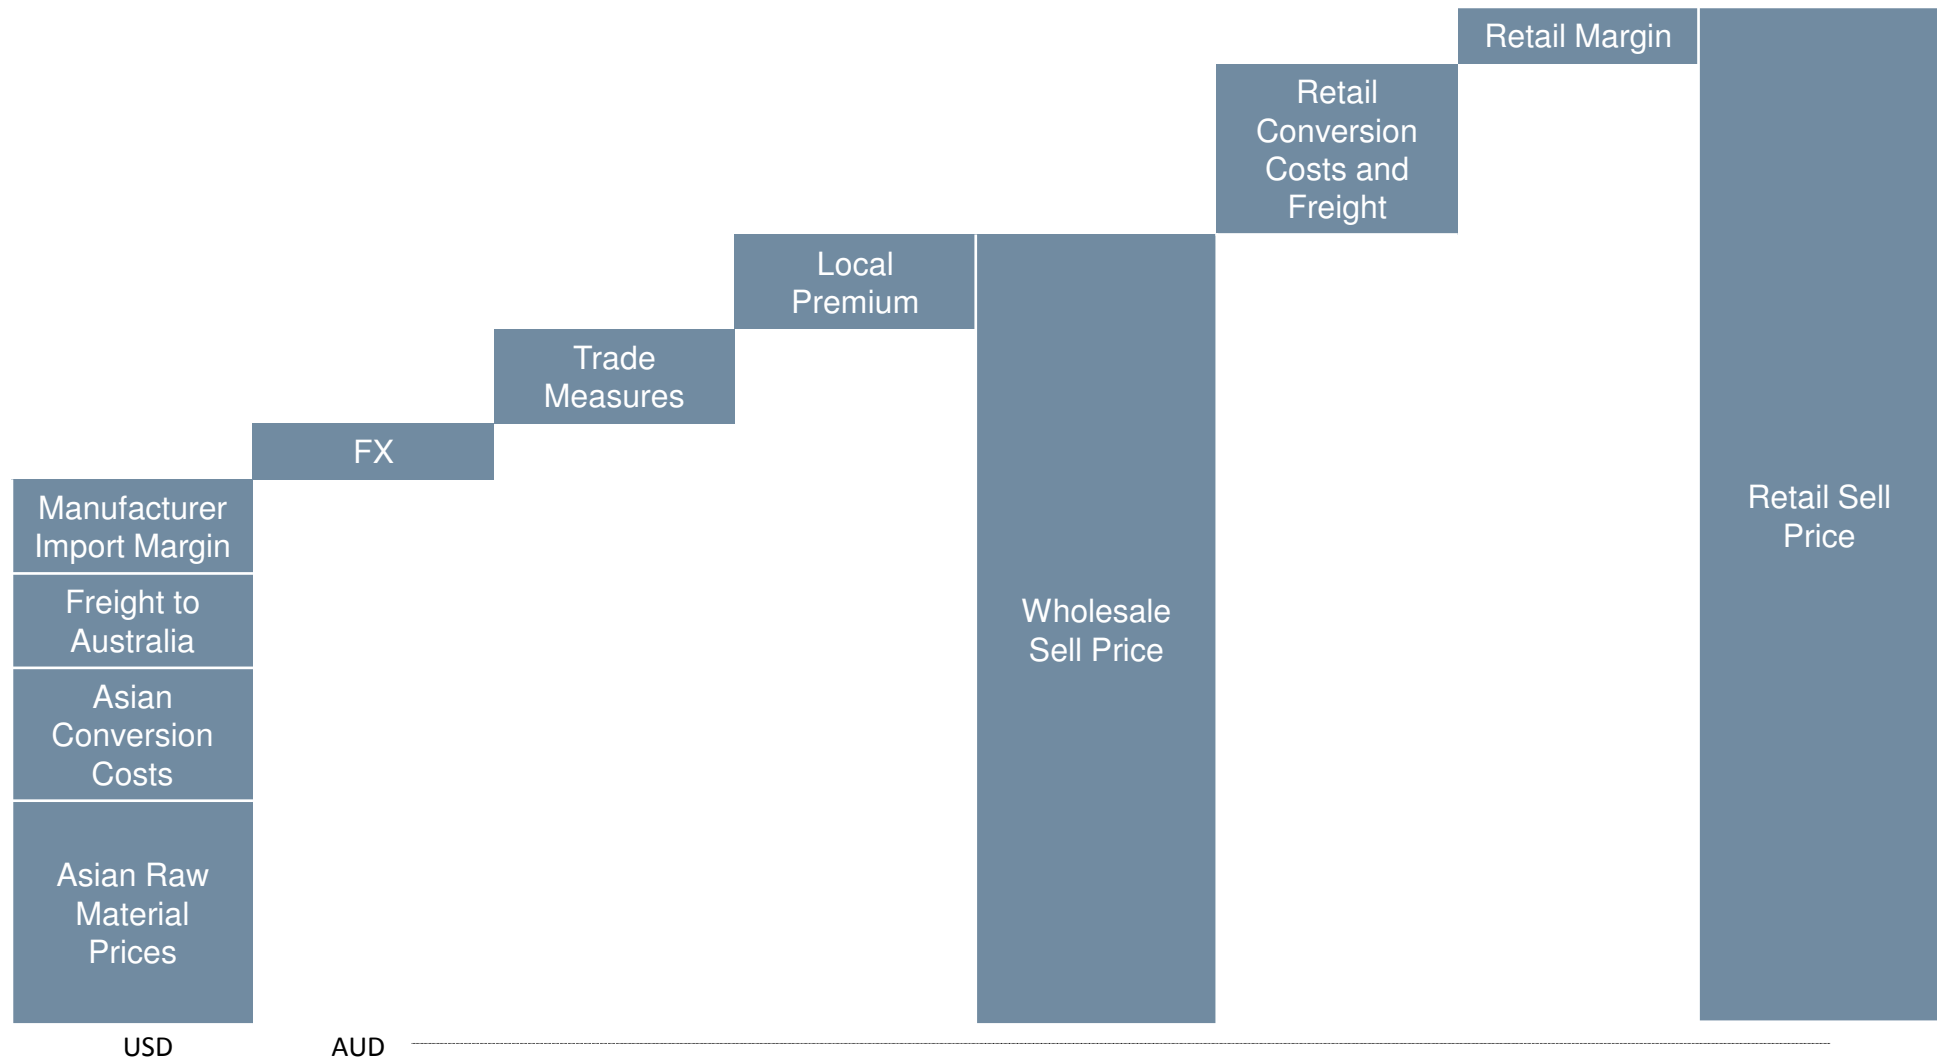 Retail Margin
Retail
Conversion
Costs and
Freight
Local
Premium
Trade
Measures
FX
Manufacturer
Import Margin
Freight to
Australia
Asian
Conversion
Costs
Asian Raw
Material
Prices
Wholesale
Sell Price
Retail Sell
Price
USD
AUD